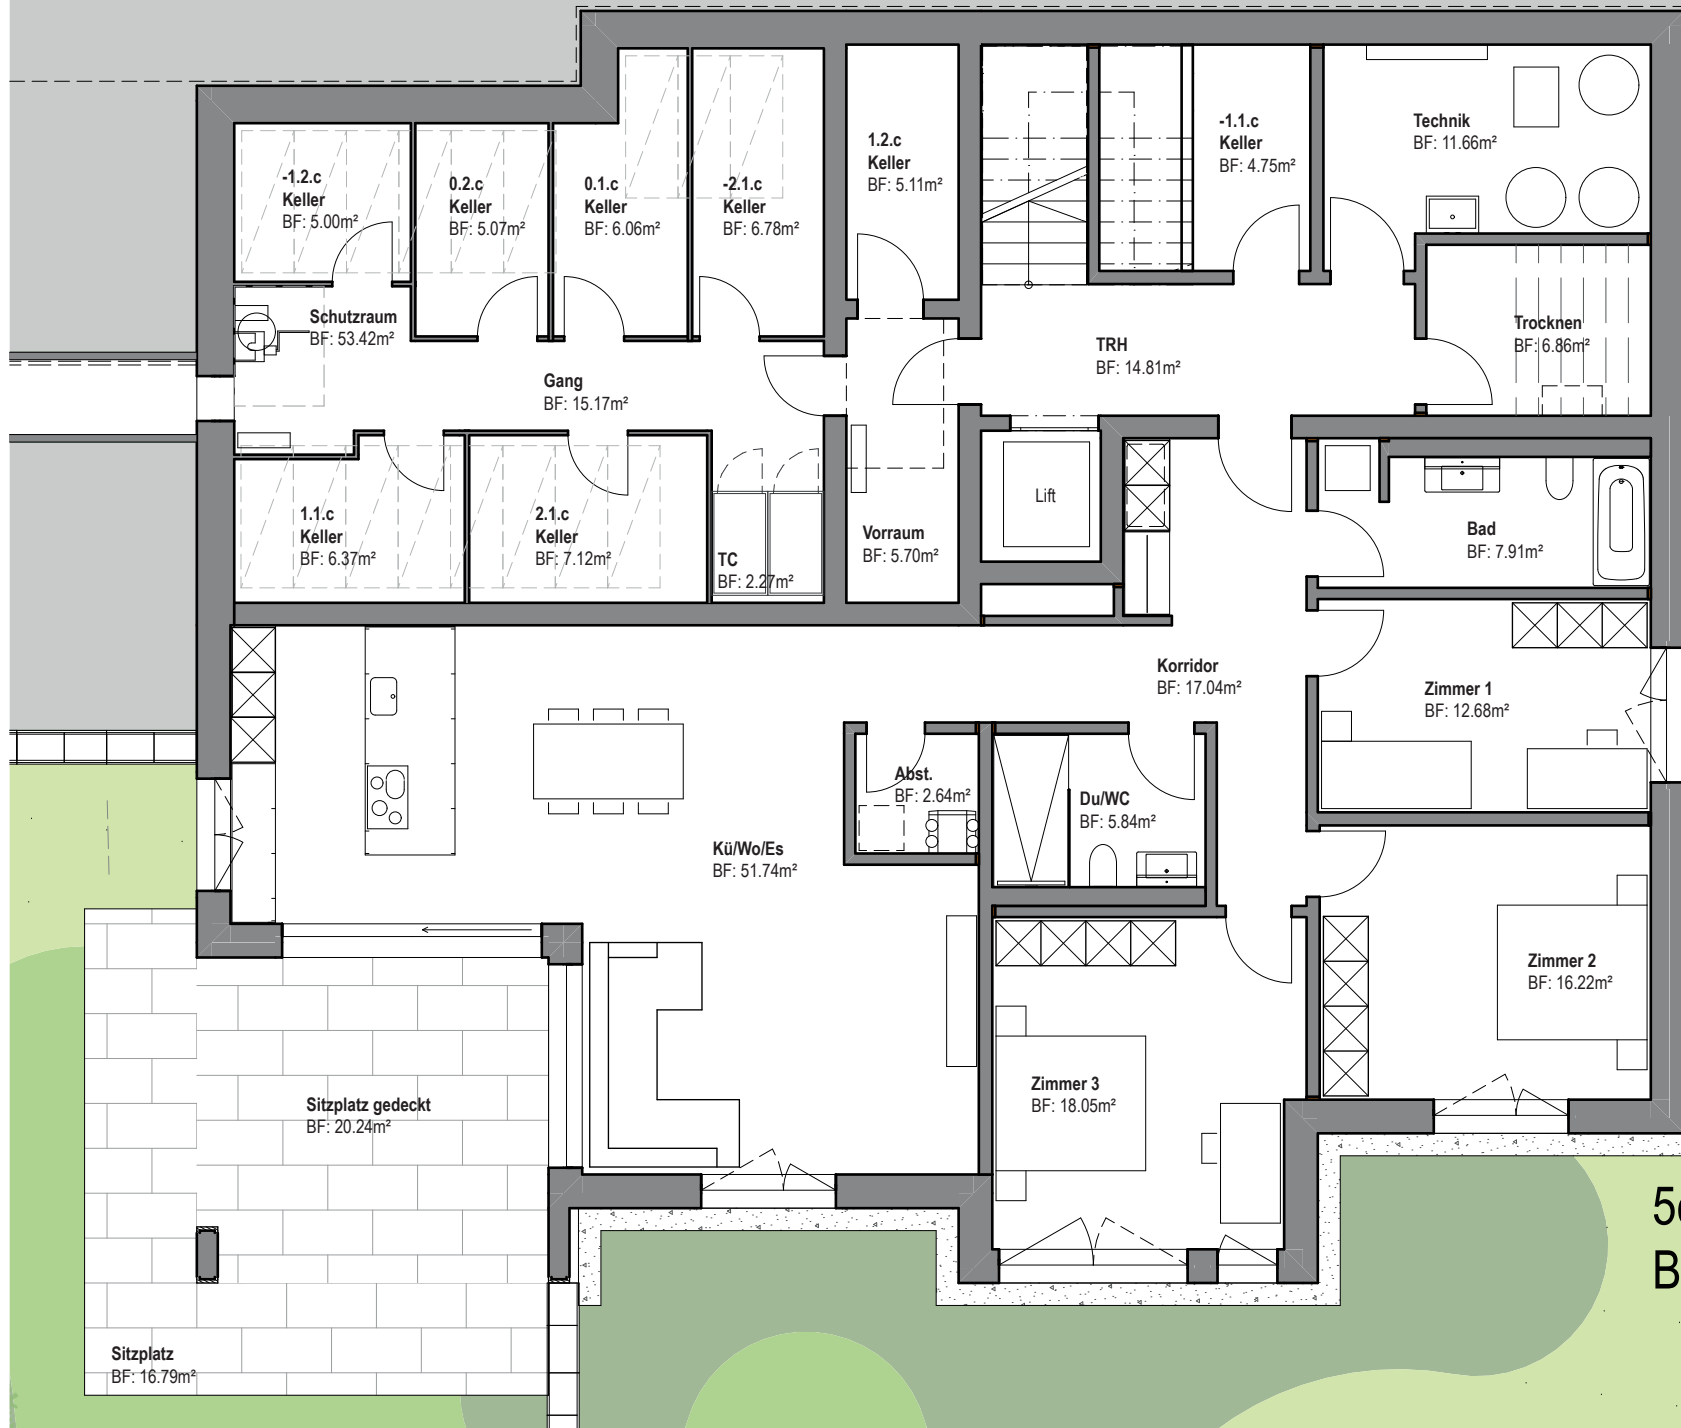 -1.2.c
Keller
BF: 5.00m²
0.2.c
Keller
BF: 5.07m²
0.1.c
Keller
BF: 6.06m²
-2.1.c
Keller
BF: 6.78m²
1.2.c
Keller
BF: 5.11m²
-1.1.c
Keller
BF: 4.75m²
Technik
BF: 11.66m²
Schutzraum
BF: 53.42m²
Gang
BF: 15.17m²
TRH
BF: 14.81m²
Trocknen
BF: 6.86m²
1.1.c
Keller
BF: 6.37m²
2.1.c
Keller
BF: 7.12m²
TC
BF: 2.27m²
Vorraum
BF: 5.70m²
Lift
Bad
BF: 7.91m²
Korridor
BF: 17.04m²
Zimmer 1
BF: 12.68m²
Abst.
BF: 2.64m²
Du/WC
BF: 5.84m²
Kü/Wo/Es
BF: 51.74m²
Zimmer 2
BF: 16.22m²
Zimmer 3
BF: 18.05m²
Sitzplatz gedeckt
BF: 20.24m²
Sitzplatz
BF: 16.79m²
B